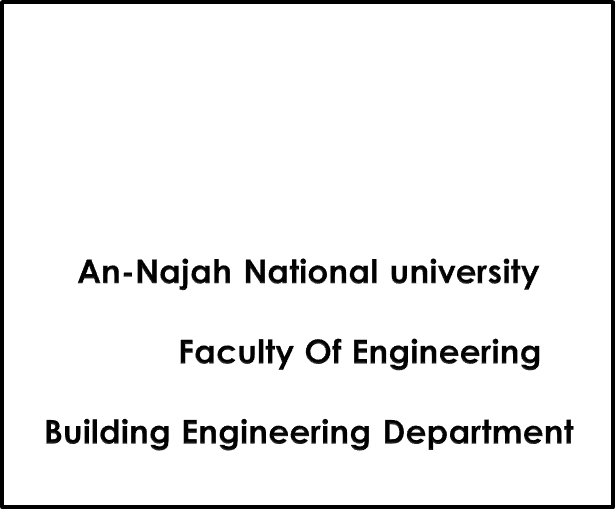 An-Najah National university
Faculty Of Engineering
Building Engineering Department